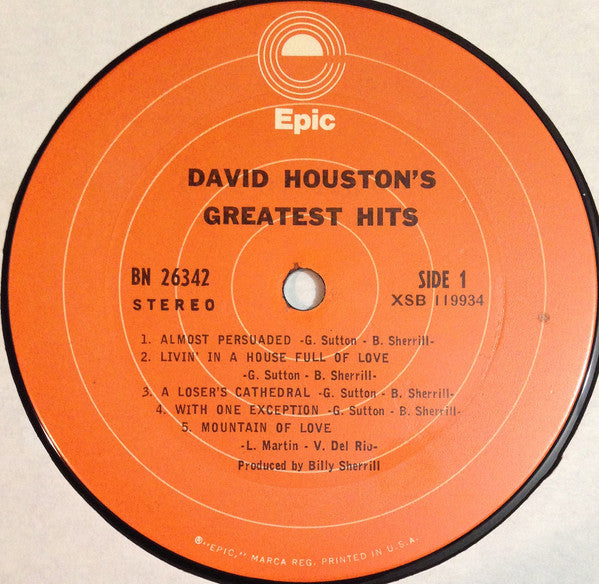 Epic
DAVID HOUSTON'S
GREATEST HITS
BN 26342
STEREO
SIDE 1
XSB 119934
1. ALMOST PERSUADED -G. Sutton - B. Sherrill-
2. LIVIN' IN A HOUSE FULL OF LOVE
-G. Sutton - B. Sherrill-
3. A LOSER'S CATHEDRAL -G. Sutton - B. Sherrill-
4. WITH ONE EXCEPTION -G. Sutton - B. Sherrill-
5. MOUNTAIN OF LOVE
-L. Martin - V. Del Rio-
Produced by Billy Sherrill
®"EPIC," MARCA REG. PRINTED IN U.S.A.